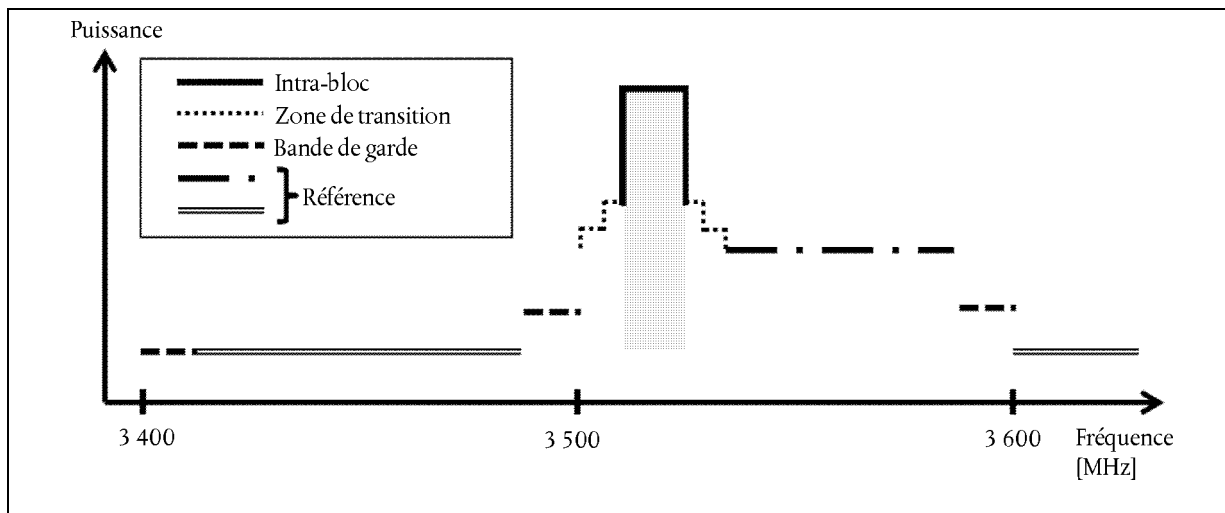 Puissance
Intra-bloc
Zone de transition
Bande de garde
Référence
3 400
3 500
3 600
Fréquence
[MHz]